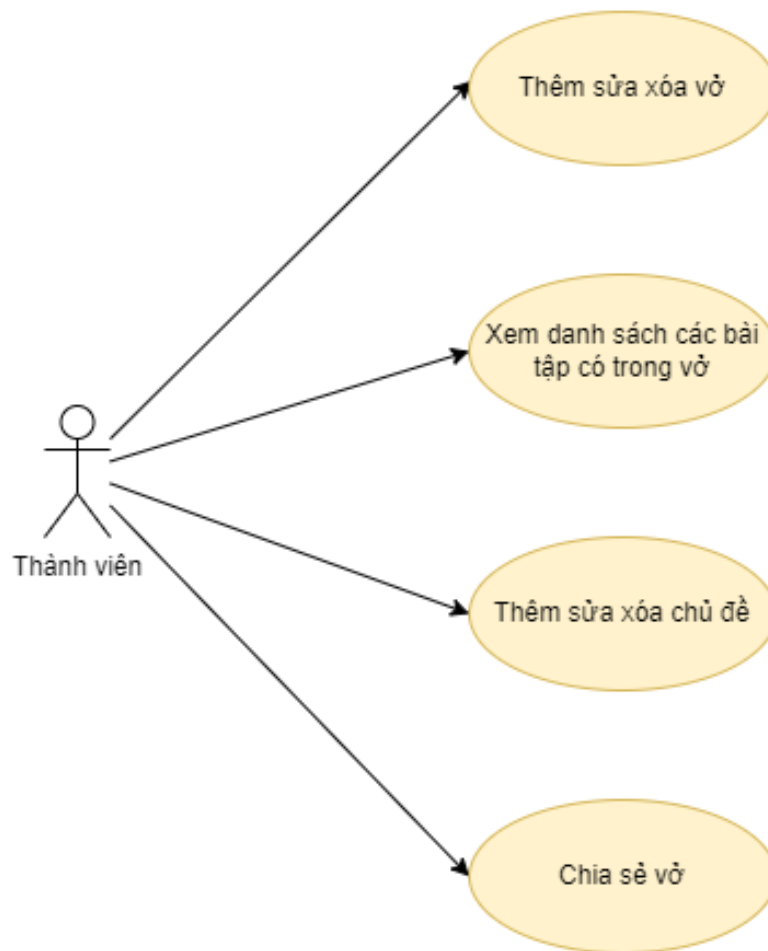 Thêm sửa xóa vở
Xem danh sách các bài
tập có trong vở
Thành viên
Thêm sửa xóa chủ đề
Chia sẻ vở